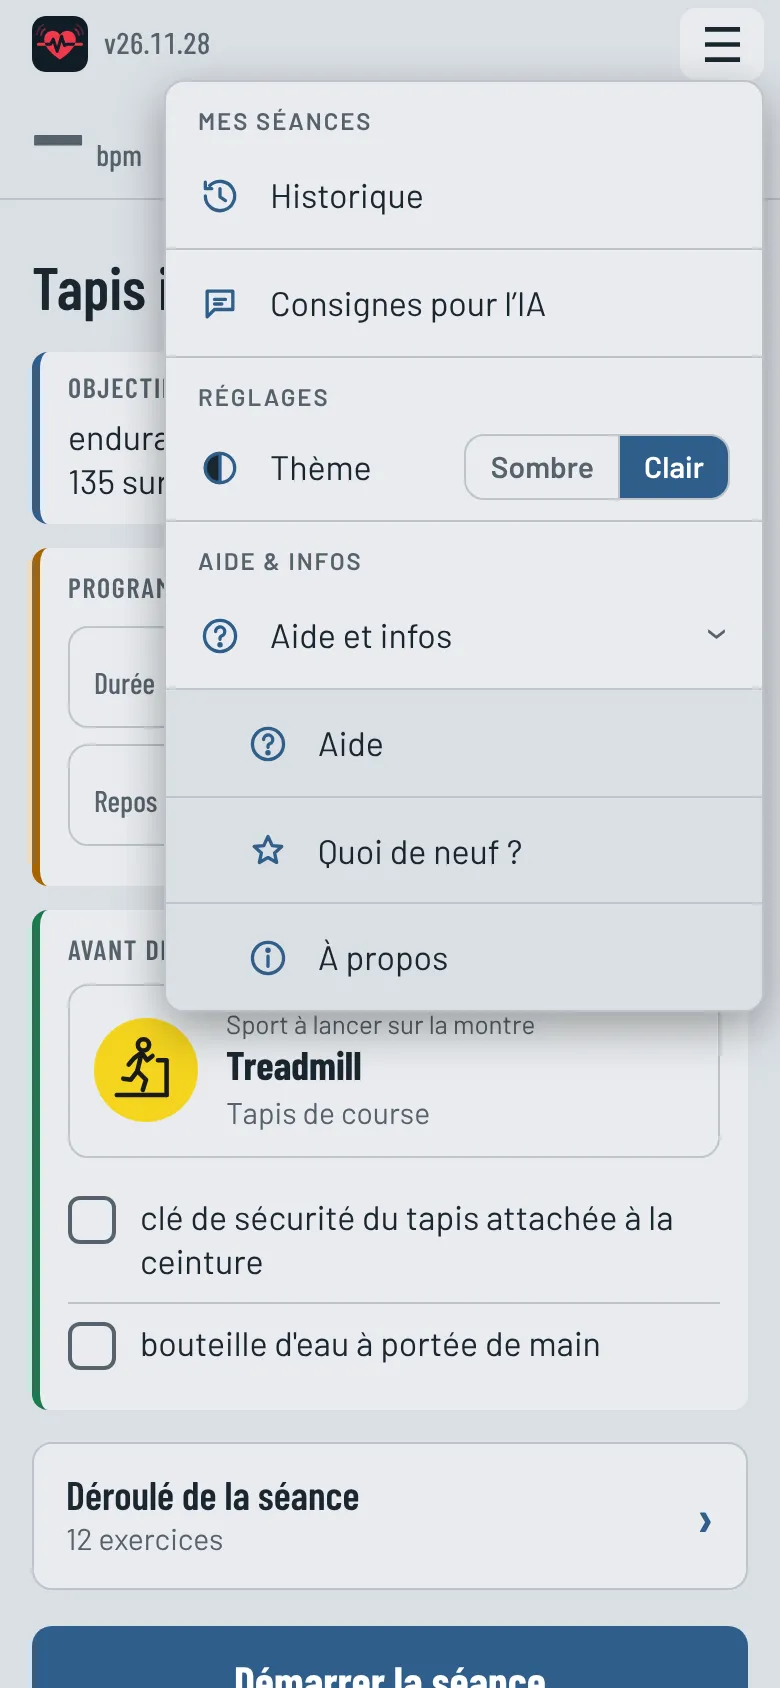 v26.11.28
bpm
MES SÉANCES
Historique
Consignes pour l’IA
RÉGLAGES
Thème
Sombre
Clair
AIDE & INFOS
Aide et infos
Aide
Quoi de neuf ?
À propos
Tapis
135 sur
Durée
Repos
AVANT
Sport à lancer sur la montre
Treadmill
Tapis de course
clé de sécurité du tapis attachée à la
ceinture
bouteille d'eau à portée de main
Déroulé de la séance
12 exercices
Démarrer la séance